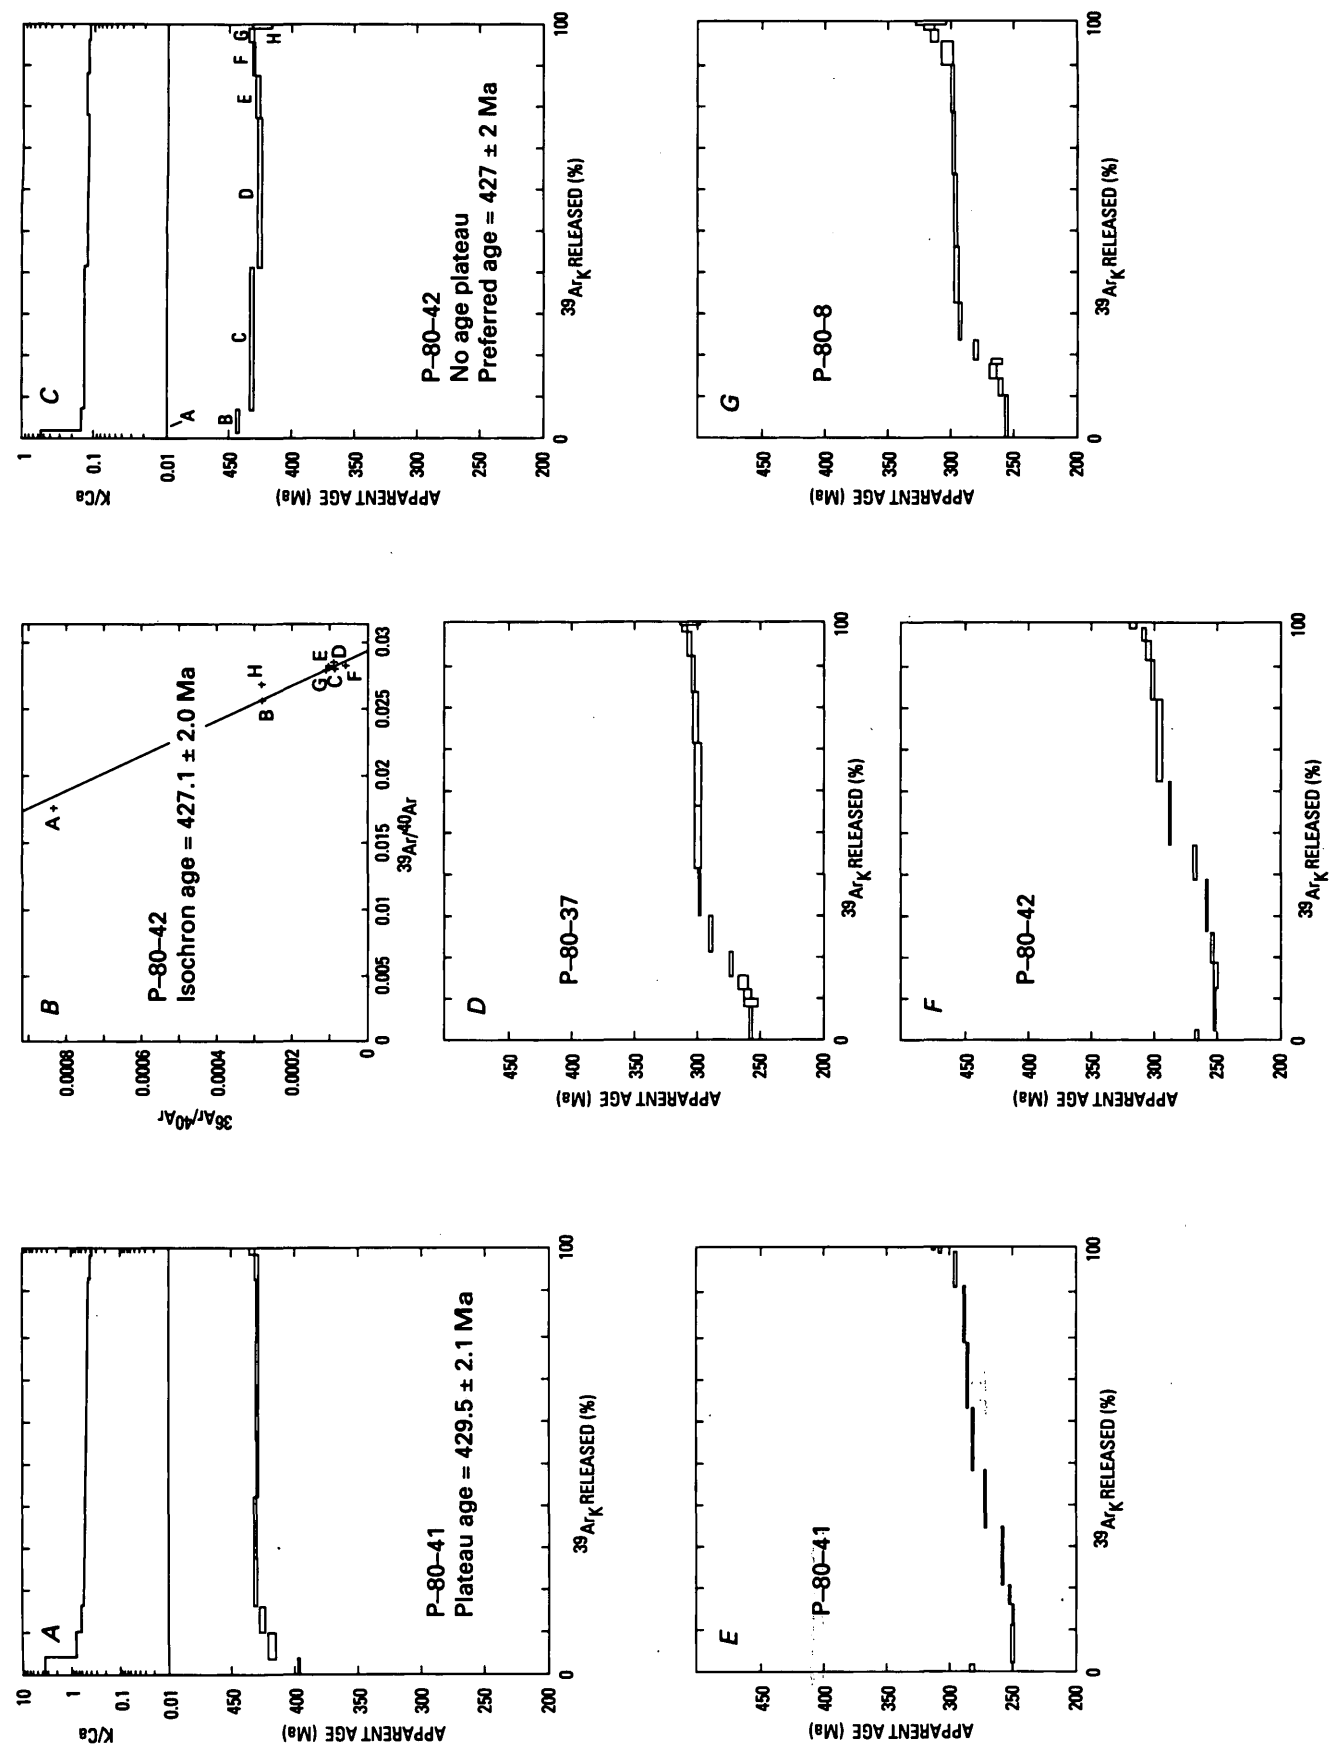 A
10
1
0.1
0.01
K/Ca
450
400
350
300
250
200
APPARENT AGE (Ma)
P–80–41
Plateau age = 429.5 ± 2.1 Ma
0
100
39ArK RELEASED (%)
B
0.0008
0.0006
0.0004
0.0002
0
36Ar/40Ar
P–80–42
Isochron age = 427.1 ± 2.0 Ma
A
B
H
G
E
C
D
F
0
0.005
0.01
0.015
0.02
0.025
0.03
39Ar/40Ar
C
1
0.1
0.01
K/Ca
A
B
C
D
E
F
G
H
450
400
350
300
250
200
APPARENT AGE (Ma)
P–80–42
No age plateau
Preferred age = 427 ± 2 Ma
0
100
39ArK RELEASED (%)
D
450
400
350
300
250
200
APPARENT AGE (Ma)
P–80–37
0
100
39ArK RELEASED (%)
E
450
400
350
300
250
200
APPARENT AGE (Ma)
P–80–41
0
100
39ArK RELEASED (%)
F
450
400
350
300
250
200
APPARENT AGE (Ma)
P–80–42
0
100
39ArK RELEASED (%)
G
450
400
350
300
250
200
APPARENT AGE (Ma)
P–80–8
0
100
39ArK RELEASED (%)